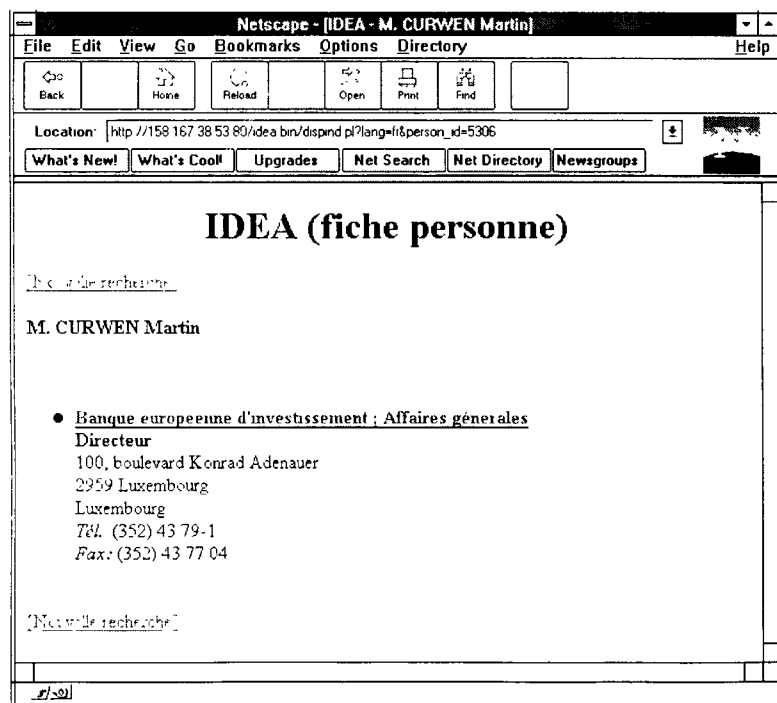 Netscape - [IDEA - M. CURWEN Martin]
File Edit View Go Bookmarks Options Directory Help
Back Home Reload Open Print Find
Location: http //158 167 38 53 80/idea bin/dispind pl?lang=fr&person_id=5306
What's New! What's Cool! Upgrades Net Search Net Directory Newsgroups
IDEA (fiche personne)
recherche
M. CURWEN Martin
● Banque europeenne d'investissement ; Affaires génerales
Directeur
100, boulevard Konrad Adenauer
2959 Luxembourg
Luxembourg
Tél. (352) 43 79-1
Fax: (352) 43 77 04
[Nouvelle recherche]